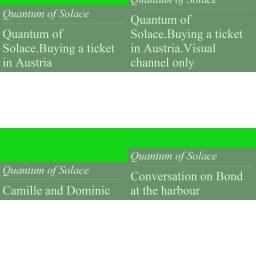 Quantum of Solace
Quantum of Solace
Quantum of
Solace.Buying a ticket
in Austria
Quantum of
Solace.Buying a ticket
in Austria.Visual
channel only
Quantum of Solace
Camille and Dominic
Quantum of Solace
Conversation on Bond
at the harbour